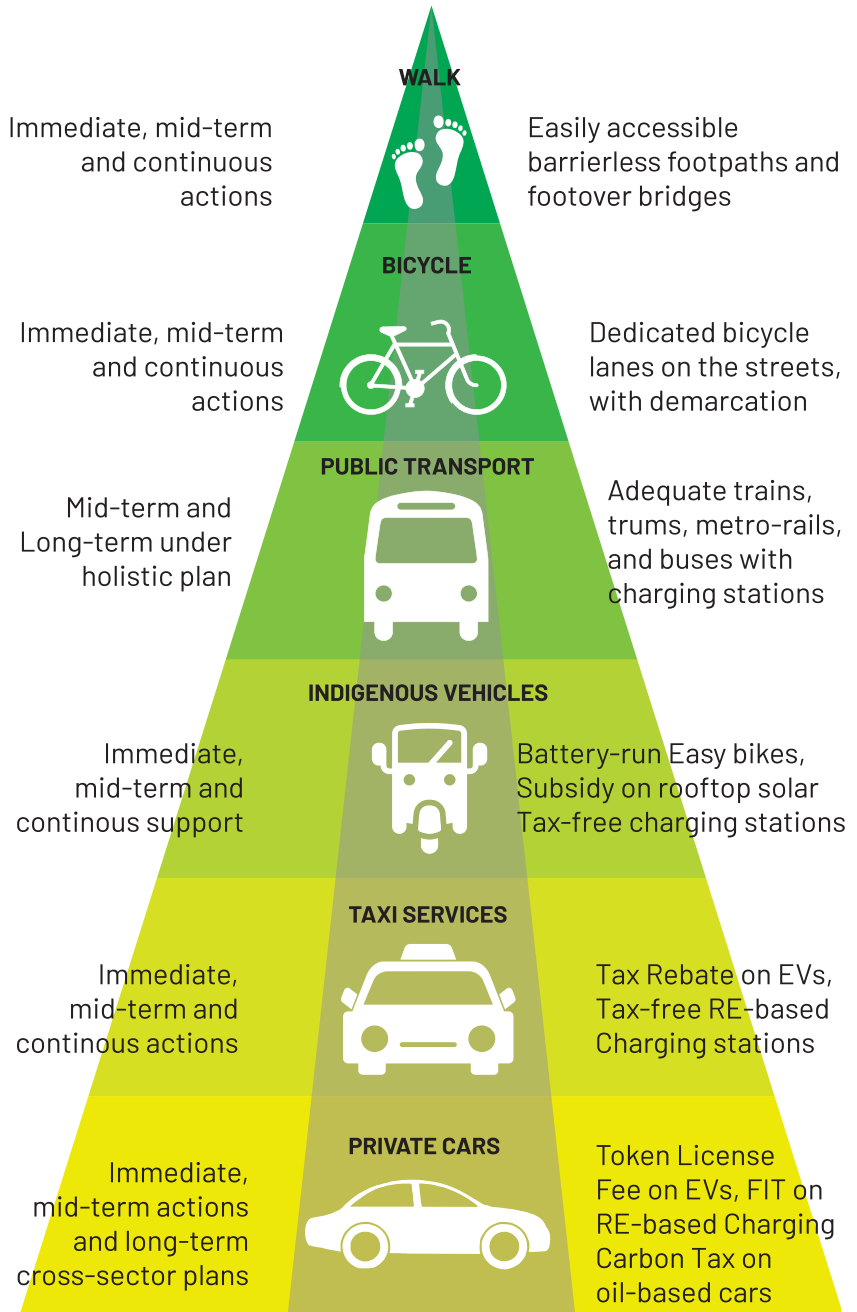 WALK
Immediate, mid-term
and continuous
actions
Easily accessible
barrierless footpaths and
footover bridges
BICYCLE
Immediate, mid-term
and continuous
actions
Dedicated bicycle
lanes on the streets,
with demarcation
PUBLIC TRANSPORT
Mid-term and
Long-term under
holistic plan
Adequate trains,
trums, metro-rails,
and buses with
charging stations
INDIGENOUS VEHICLES
Immediate,
mid-term and
continous support
Battery-run Easy bikes,
Subsidy on rooftop solar
Tax-free charging stations
TAXI SERVICES
Immediate,
mid-term and
continous actions
Tax Rebate on EVs,
Tax-free RE-based
Charging stations
PRIVATE CARS
Immediate,
mid-term actions
and long-term
cross-sector plans
Token License
Fee on EVs, FIT on
RE-based Charging
Carbon Tax on
oil-based cars